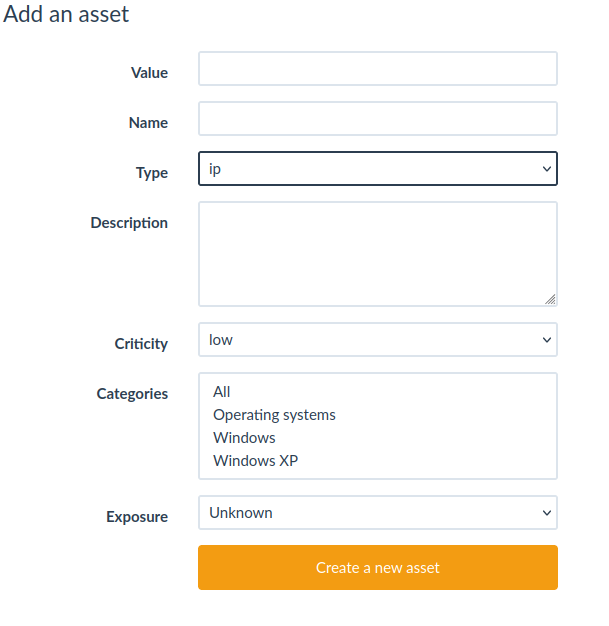 Add an asset
Value
Name
Type
ip
Description
Criticity
low
Categories
All
Operating systems
Windows
Windows XP
Exposure
Unknown
Create a new asset